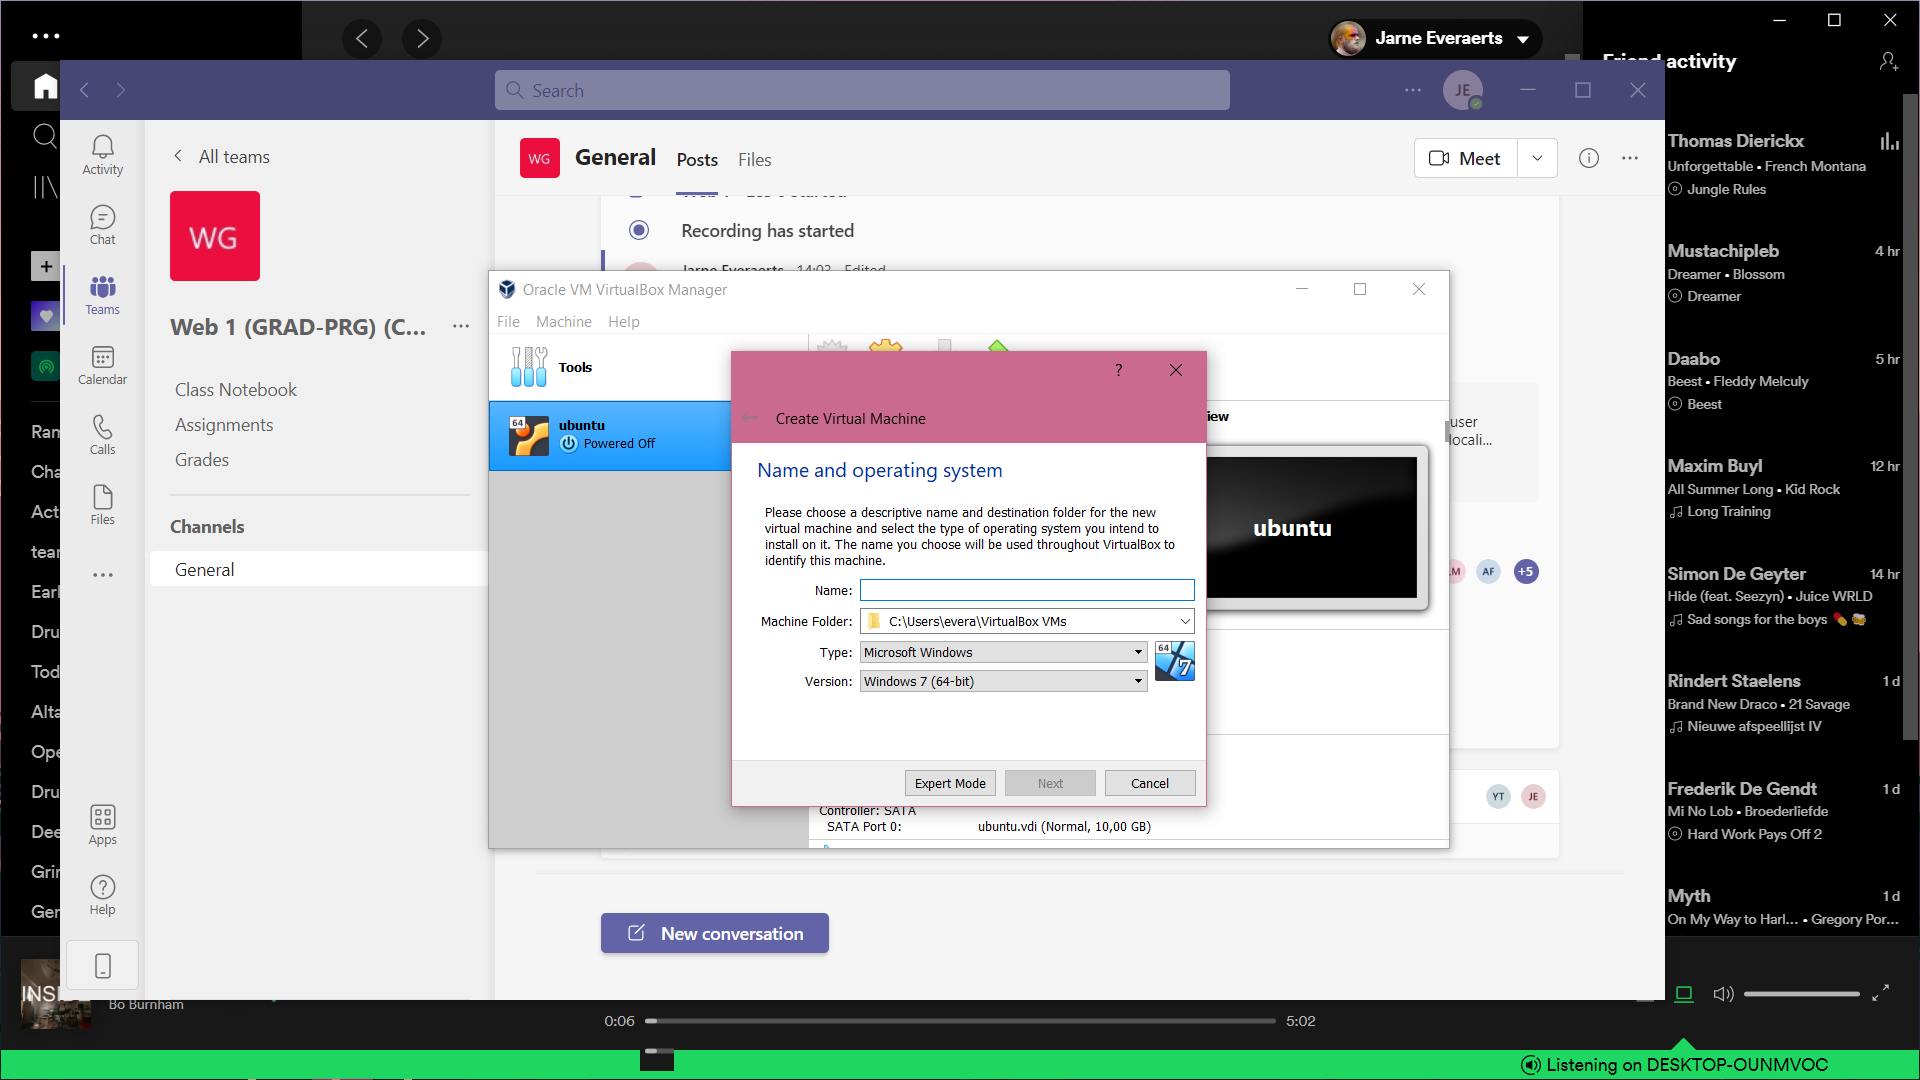 Jarne Everaerts
Friend activity
Search
JE
Activity
Chat
Teams
Calendar
Calls
Files
Apps
Help
All teams
WG
Web 1 (GRAD-PRG) (C...
Class Notebook
Assignments
Grades
Channels
General
WG
General
Posts
Files
Meet
Recording has started
Jarne Everaerts 14:03 Edited
user
locali...
AF
+5
YT
JE
New conversation
Oracle VM VirtualBox Manager
File
Machine
Help
Tools
64
ubuntu
Powered Off
iew
ubuntu
Controller: SATA
SATA Port 0:
ubuntu.vdi (Normal, 10,00 GB)
?
Create Virtual Machine
Name and operating system
Please choose a descriptive name and destination folder for the new
virtual machine and select the type of operating system you intend to
install on it. The name you choose will be used throughout VirtualBox to
identify this machine.
Name:
Machine Folder:
C:\Users\evera\VirtualBox VMs
Type:
Microsoft Windows
64
7
Version:
Windows 7 (64-bit)
Expert Mode
Next
Cancel
Ram
Cha
Act
tear
Earl
Dru
Tod
Alta
Ope
Dru
Dee
Grir
Ger
Thomas Dierickx
Unforgettable • French Montana
Jungle Rules
Mustachipleb
4 hr
Dreamer • Blossom
Dreamer
Daabo
5 hr
Beest • Fleddy Melculy
Beest
Maxim Buyl
12 hr
All Summer Long • Kid Rock
Long Training
Simon De Geyter
14 hr
Hide (feat. Seezyn) • Juice WRLD
Sad songs for the boys 💊 🍻
Rindert Staelens
1 d
Brand New Draco • 21 Savage
Nieuwe afspeellijst IV
Frederik De Gendt
1 d
Mi No Lob • Broederliefde
Hard Work Pays Off 2
Myth
1 d
On My Way to Harl... • Gregory Por...
Bo Burnham
0:06
5:02
Listening on DESKTOP-OUNMVOC